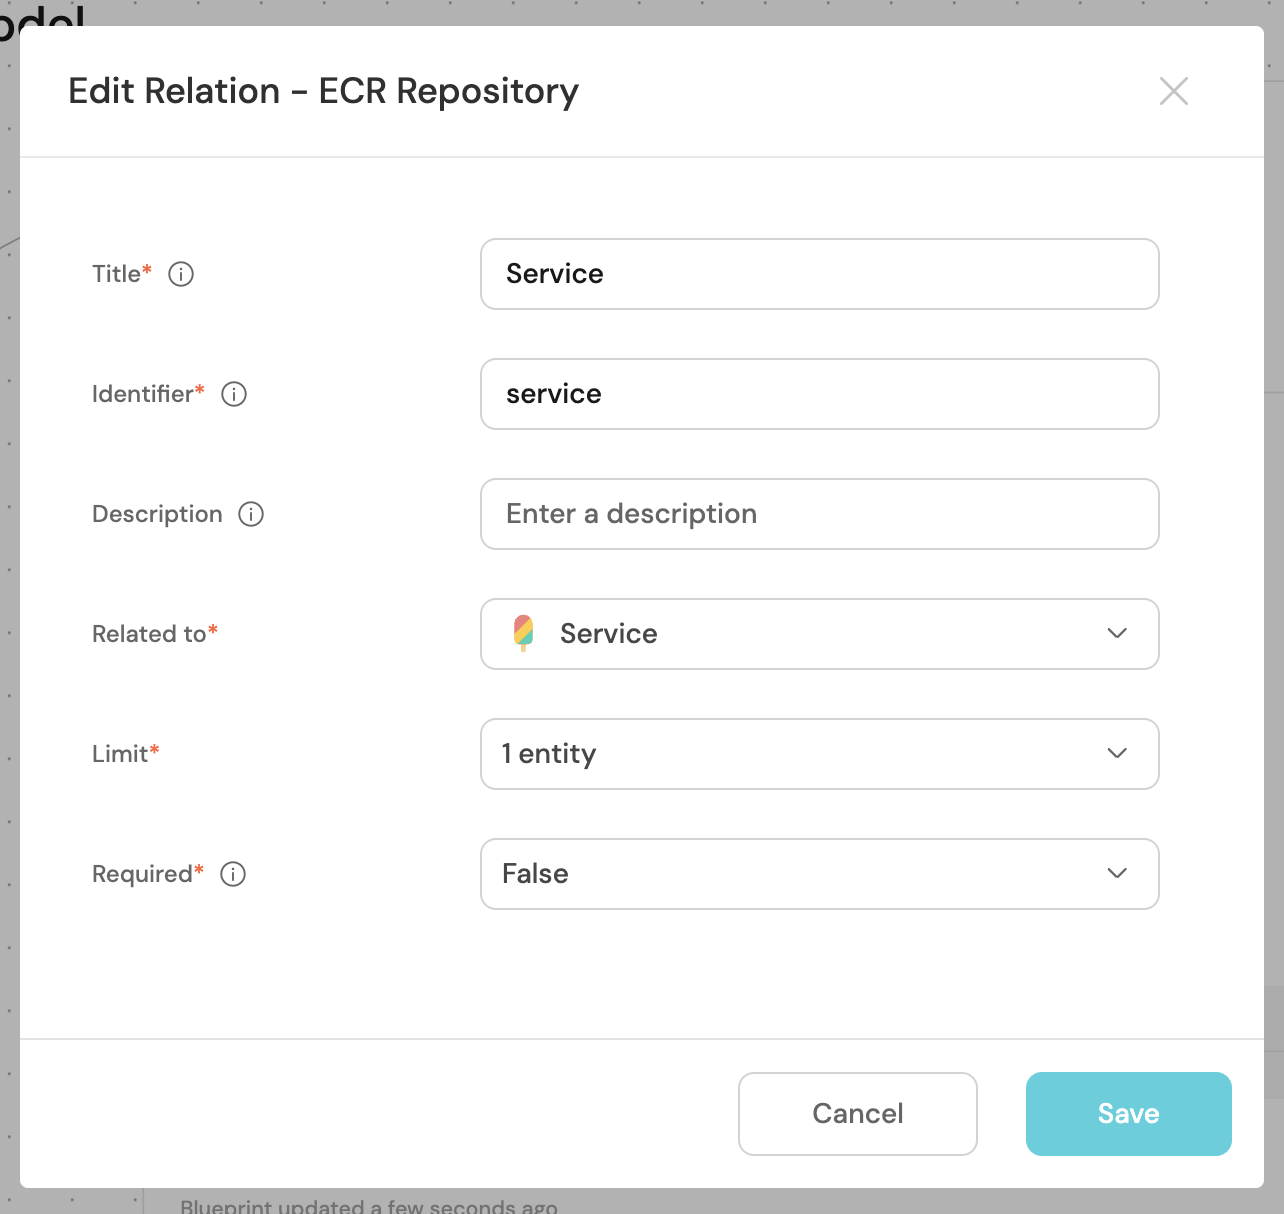 Edit Relation – ECR Repository
Title*
Service
Identifier*
service
Description
Enter a description
Related to*
Service
Limit*
1 entity
Required*
False
Cancel
Save
Blueprint updated a few seconds ago